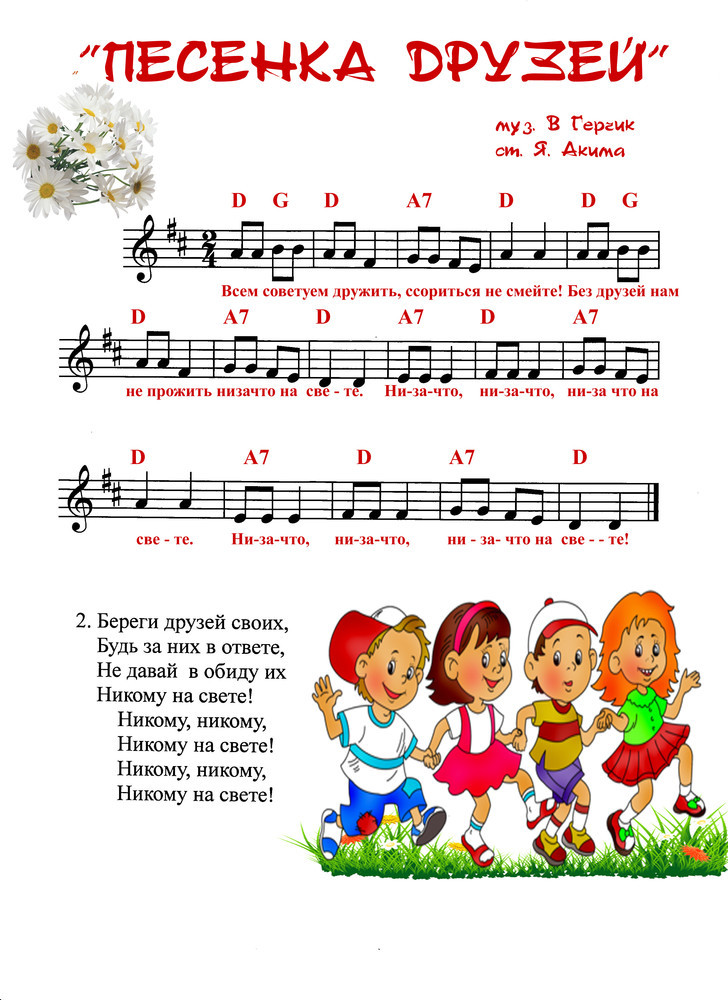 "ПЕСЕНКА ДРУЗЕЙ"
муз. В Герчик
ст. Я. Акима
D G D A7 D D G
2
4
Всем советуем дружить, ссориться не смейте! Без друзей нам
D A7 D A7 D A7
не прожить низачто на све - те. Ни-за-что, ни-за-что, ни-за что на
D A7 D A7 D
све - те. Ни-за-что, ни-за-что, ни - за- что на све - - те!
2. Береги друзей своих,
Будь за них в ответе,
Не давай в обиду их
Никому на свете!
Никому, никому,
Никому на свете!
Никому, никому,
Никому на свете!